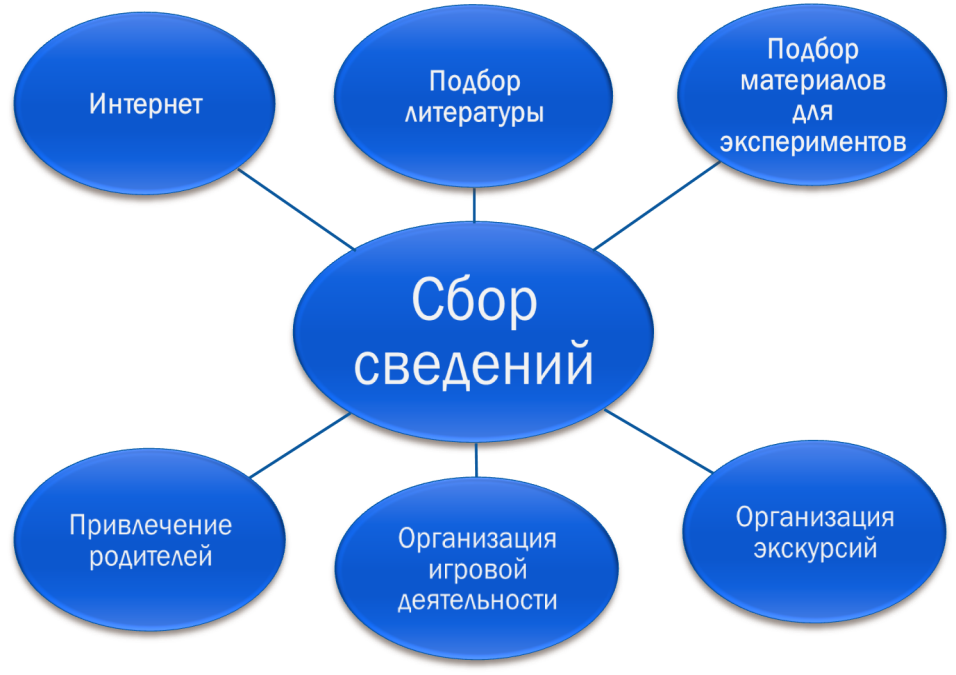 Интернет
Подбор
литературы
Подбор
материалов
для
экспериментов
Сбор
сведений
Привлечение
родителей
Организация
игровой
деятельности
Организация
экскурсий